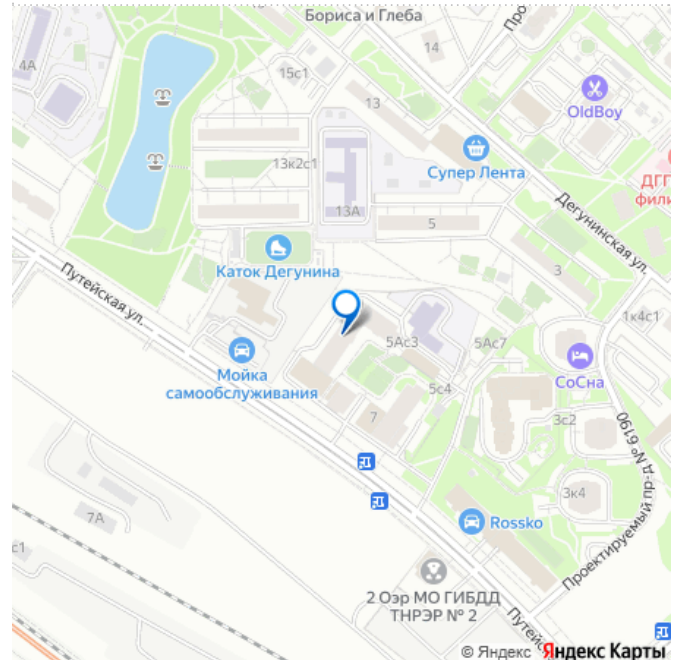 Бориса и Глеба
Про
14
4А
15с1
13
OldBoy
Супер Лента
13к2с1
13А
ДГП
фили
5
Дегунинская ул.
3
Каток Дегунина
Путейская ул.
1к4с1
5Ас3
5Ас7
СоСна
Мойка
самообслуживания
5с4
7
3с2
3к4
Проектируемый пр-д № 6190
7А
Rossko
с1
2 Оэр МО ГИБДД
ТНРЭР № 2
Путейс
© Яндекс Яндекс Карты